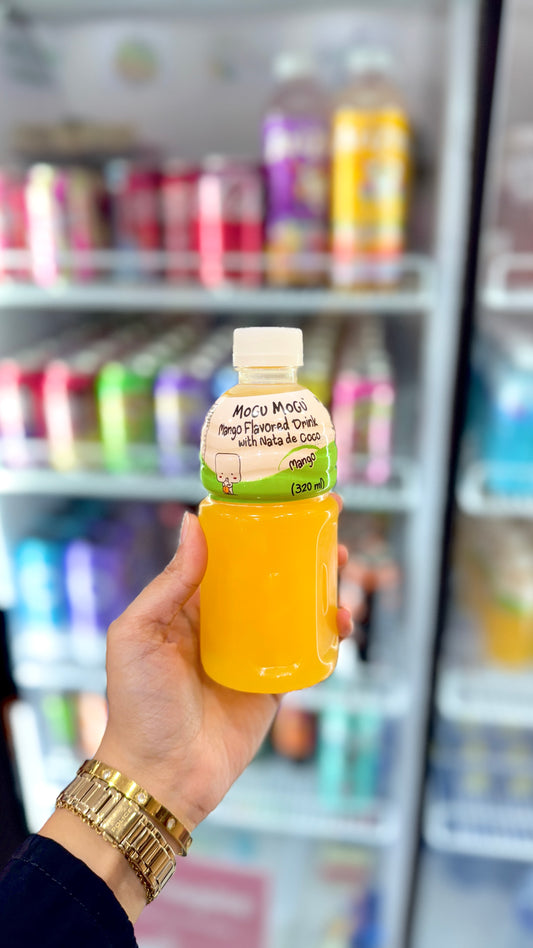 MOGU MOGU
Mango Flavored Drink
with Nata de Coco
Mango
(320 ml)